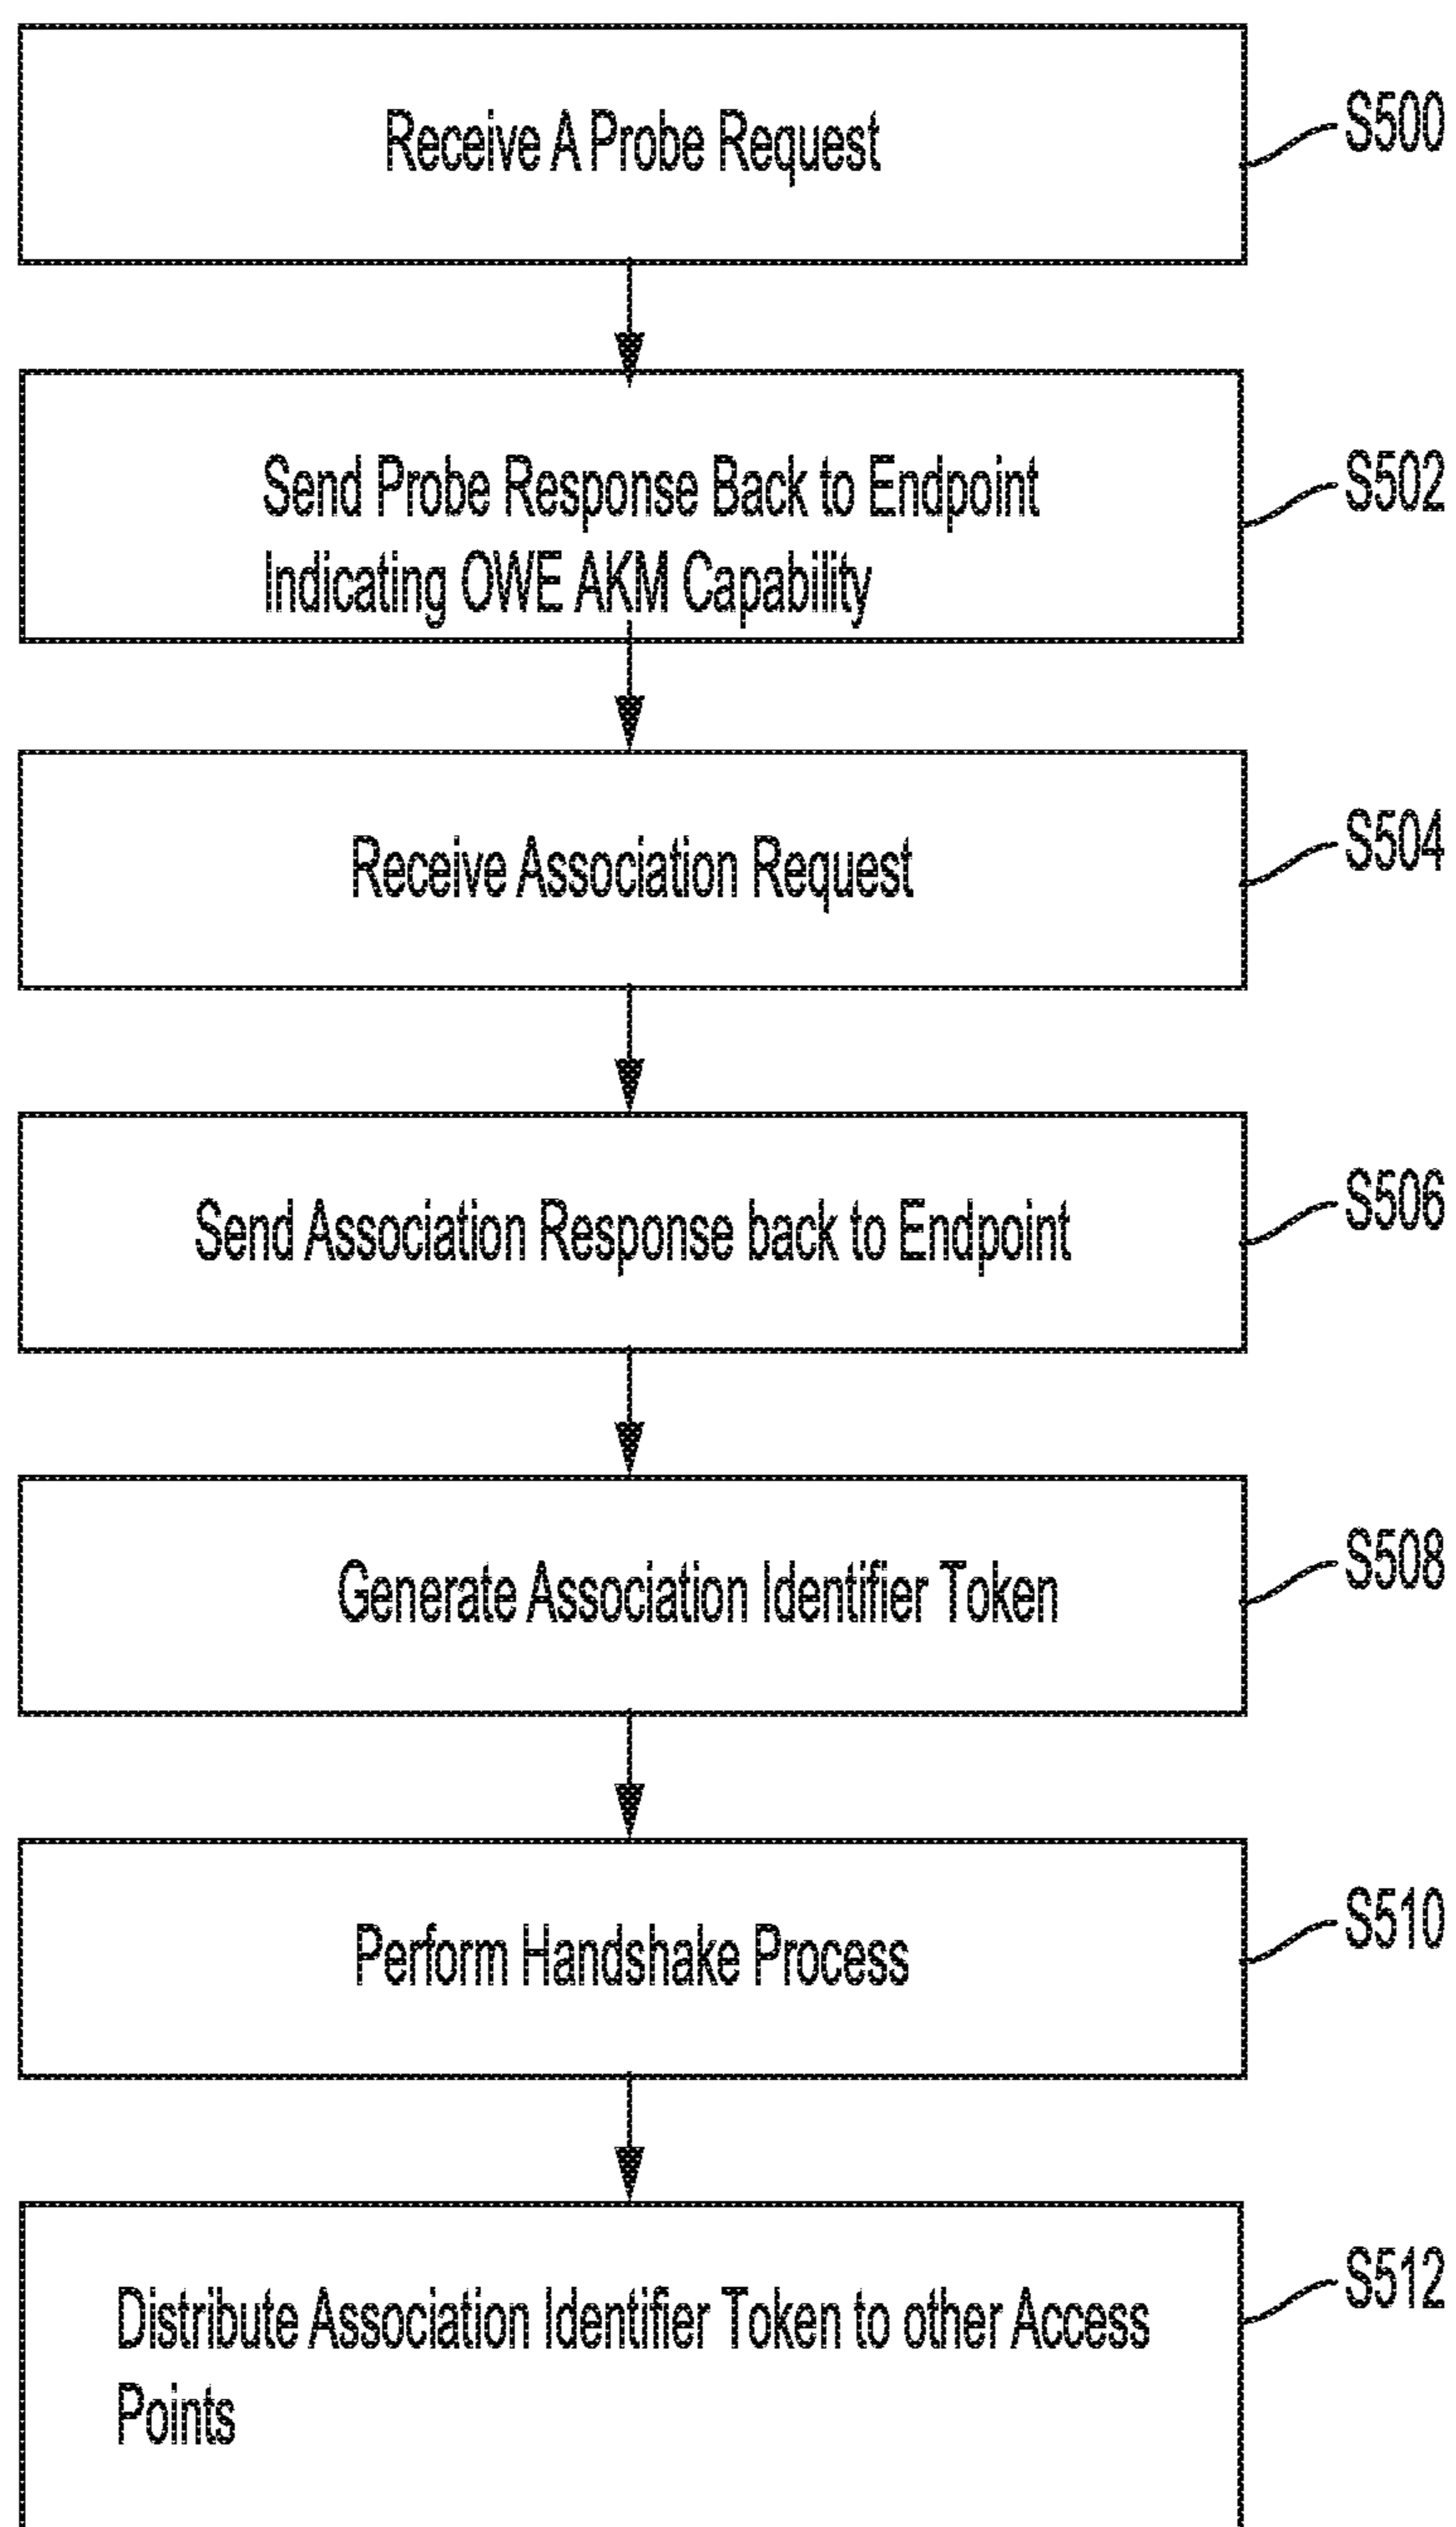 Receive A Probe Request
S500
Send Probe Response Back to Endpoint
Indicating OWE AKM Capability
S502
Receive Association Request
S504
Send Association Response back to Endpoint
S506
Generate Association Identifier Token
S508
Perform Handshake Process
S510
Distribute Association Identifier Token to other Access
Points
S512